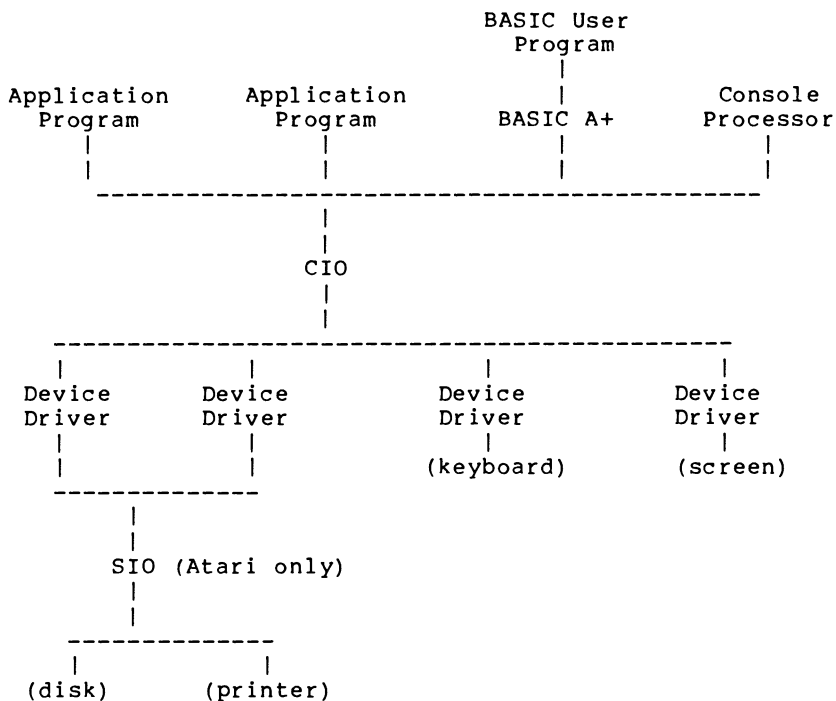 BASIC User
Program
Application Application BASIC A+ Console
Program Program Processor
CIO
Device Device Device Device
Driver Driver Driver Driver
(keyboard) (screen)
SIO (Atari only)
(disk) (printer)